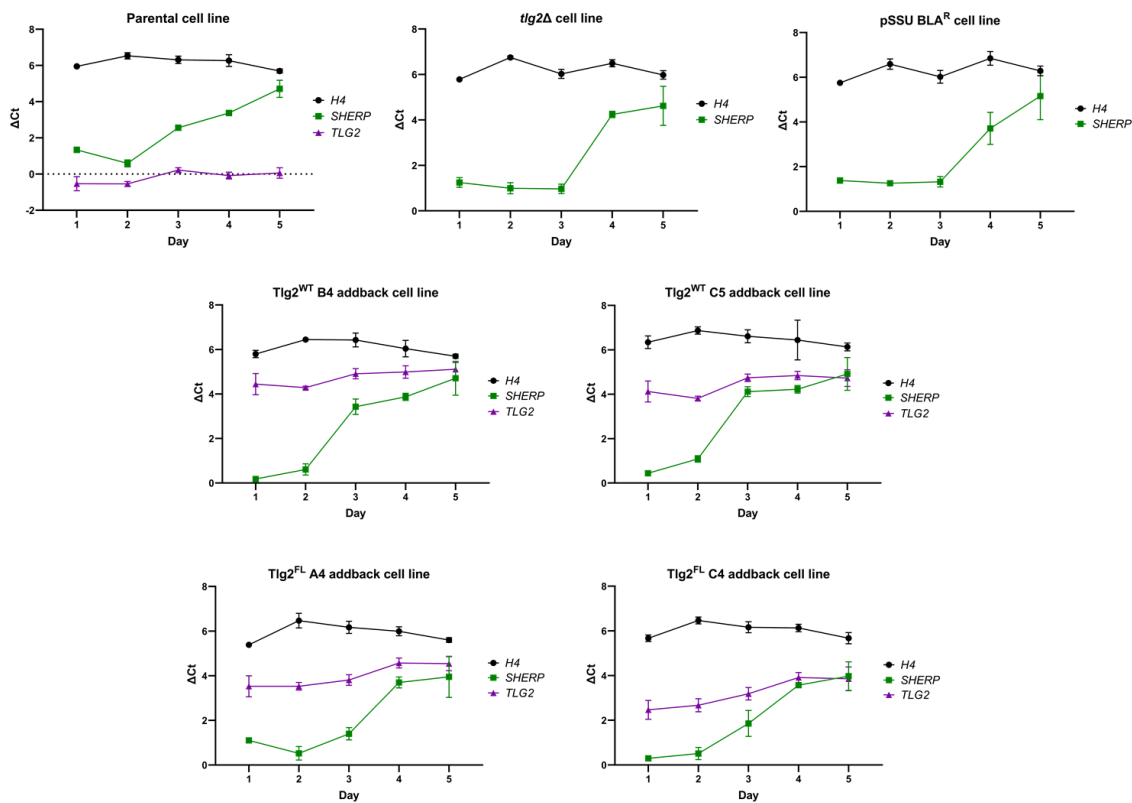 Parental cell line
8
6
4
2
0
-2
ΔCt
1 2 3 4 5
Day
H4
SHERP
TLG2
tlg2Δ cell line
8
6
4
2
0
ΔCt
1 2 3 4 5
Day
H4
SHERP
pSSU BLAᴿ cell line
8
6
4
2
0
ΔCt
1 2 3 4 5
Day
H4
SHERP
Tlg2ᵂᵀ B4 addback cell line
8
6
4
2
0
ΔCt
1 2 3 4 5
Day
H4
SHERP
TLG2
Tlg2ᵂᵀ C5 addback cell line
8
6
4
2
0
ΔCt
1 2 3 4 5
Day
H4
SHERP
TLG2
Tlg2FL A4 addback cell line
8
6
4
2
0
ΔCt
1 2 3 4 5
Day
H4
SHERP
TLG2
Tlg2FL C4 addback cell line
8
6
4
2
0
ΔCt
1 2 3 4 5
Day
H4
SHERP
TLG2